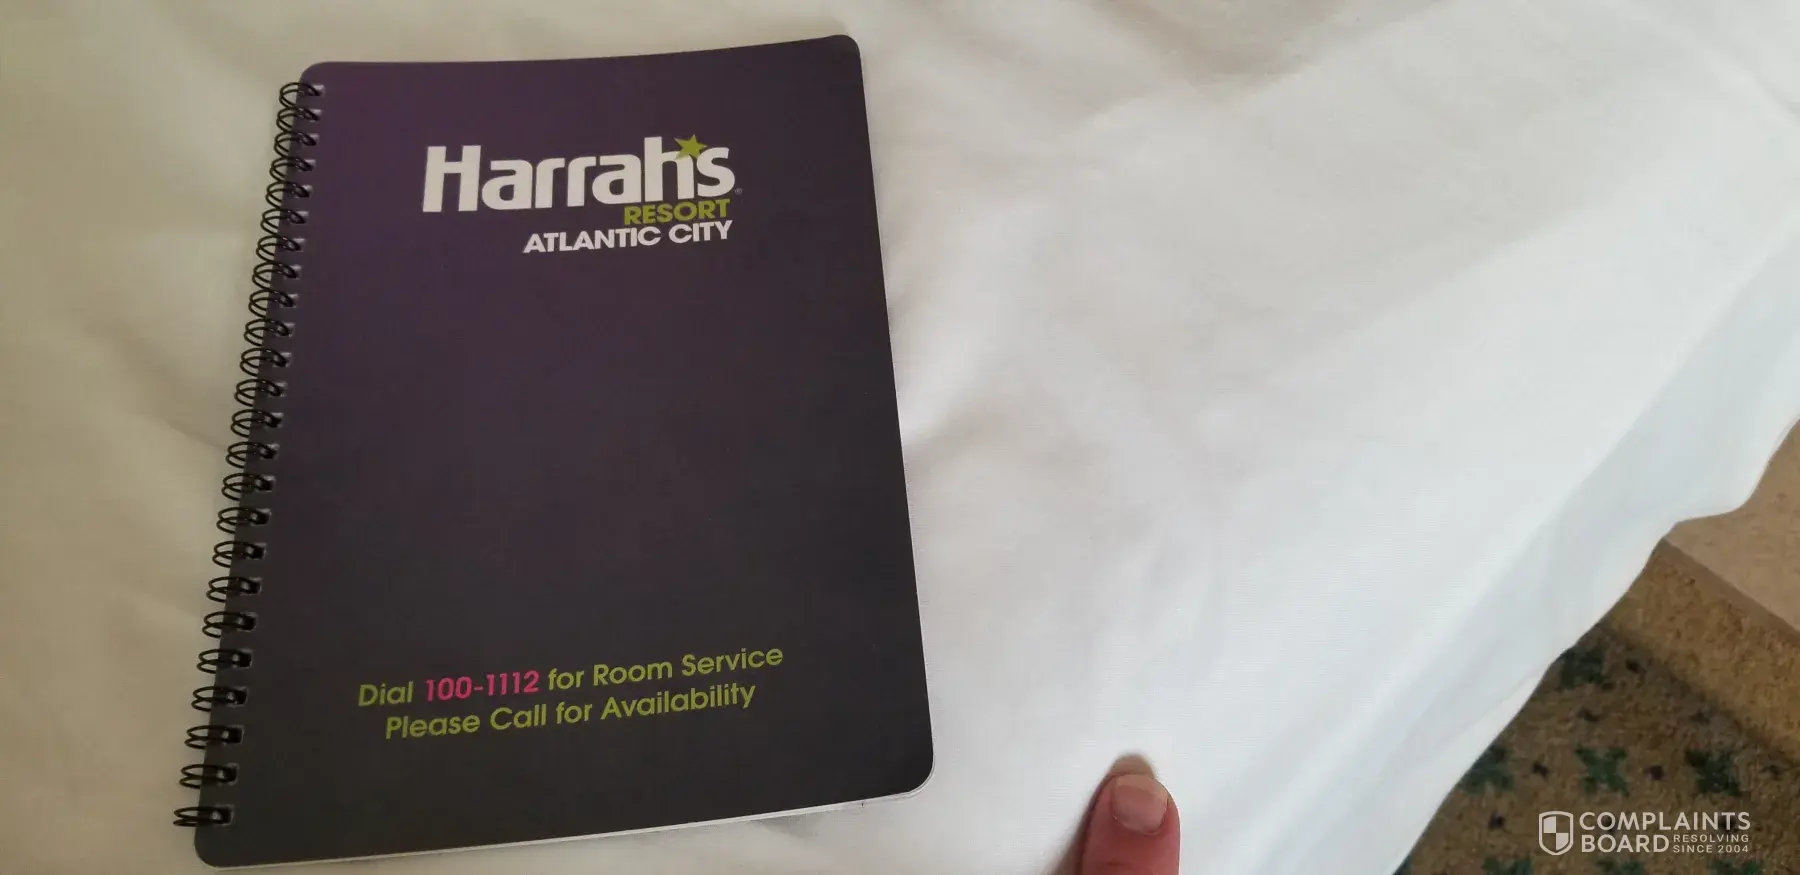 Harrah's
RESORT
ATLANTIC CITY
Dial 100-1112 for Room Service
Please Call for Availability
COMPLAINTS
BOARD RESOLVING
SINCE 2004